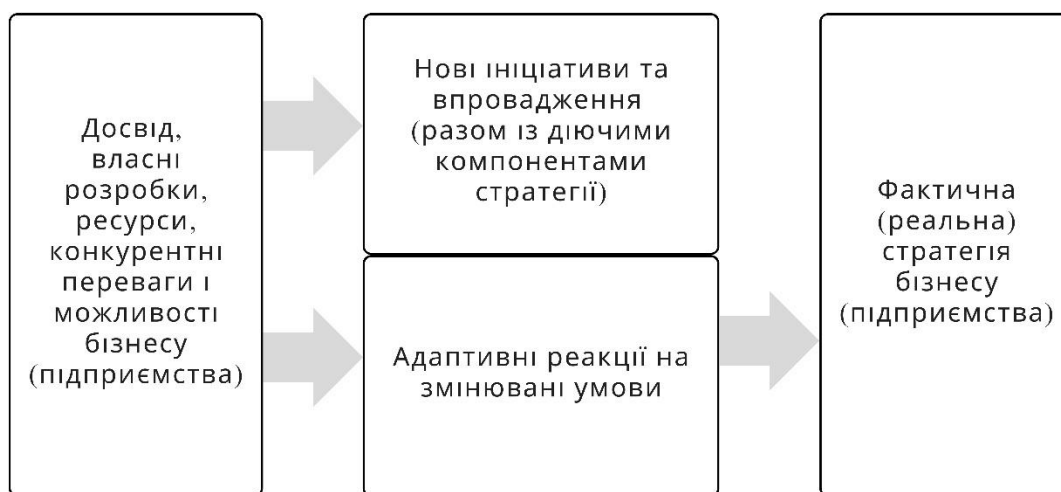 Досвід,
власні
розробки,
ресурси,
конкурентні
переваги і
можливості
бізнесу
(підприємства)
Нові ініціативи та
впровадження
(разом із діючими
компонентами
стратегії)
Адаптивні реакції на
змінювані умови
Фактична
(реальна)
стратегія
бізнесу
(підприємства)